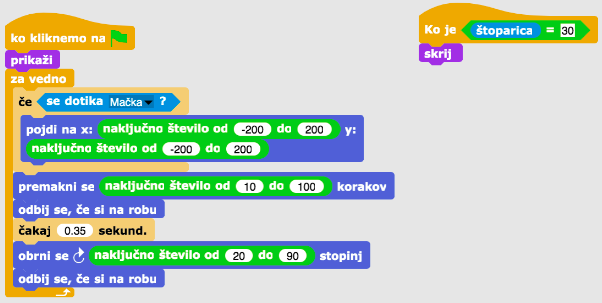 ko kliknemo na
prikaži
za vedno
če se dotika Mačka ?
pojdi na x: naključno število od -200 do 200 y:
naključno število od -200 do 200
premakni se naključno število od 10 do 100 korakov
odbij se, če si na robu
čakaj 0.35 sekund.
obrni se naključno število od 20 do 90 stopinj
odbij se, če si na robu
Ko je štoparica = 30
skrij